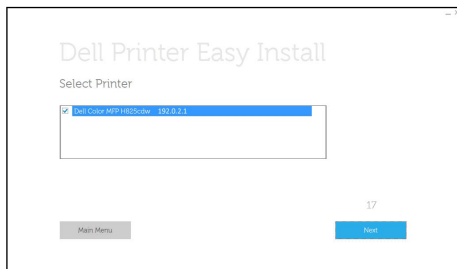 Dell Printer Easy Install
Select Printer
Dell Color MFP H825cdw 192.0.2.1
17
Main Menu
Next